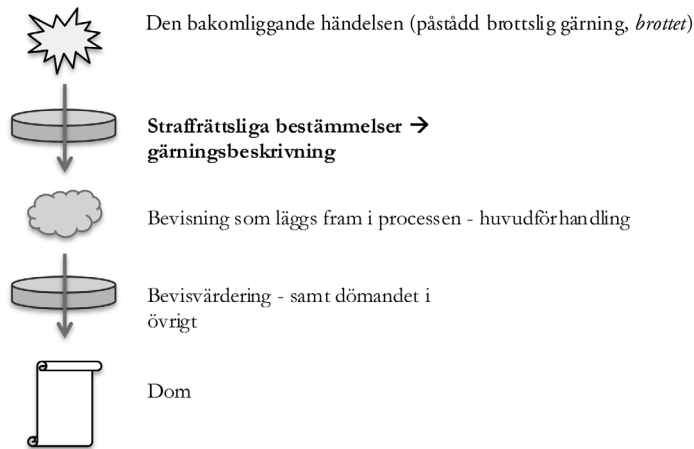 Den bakomliggande händelsen (påstådd brottslig gärning, brottet)
Straffrättsliga bestämmelser →
gärningsbeskrivning
Bevisning som läggs fram i processen - huvudförhandling
Bevisvärdering - samt dömandet i
övrigt
Dom